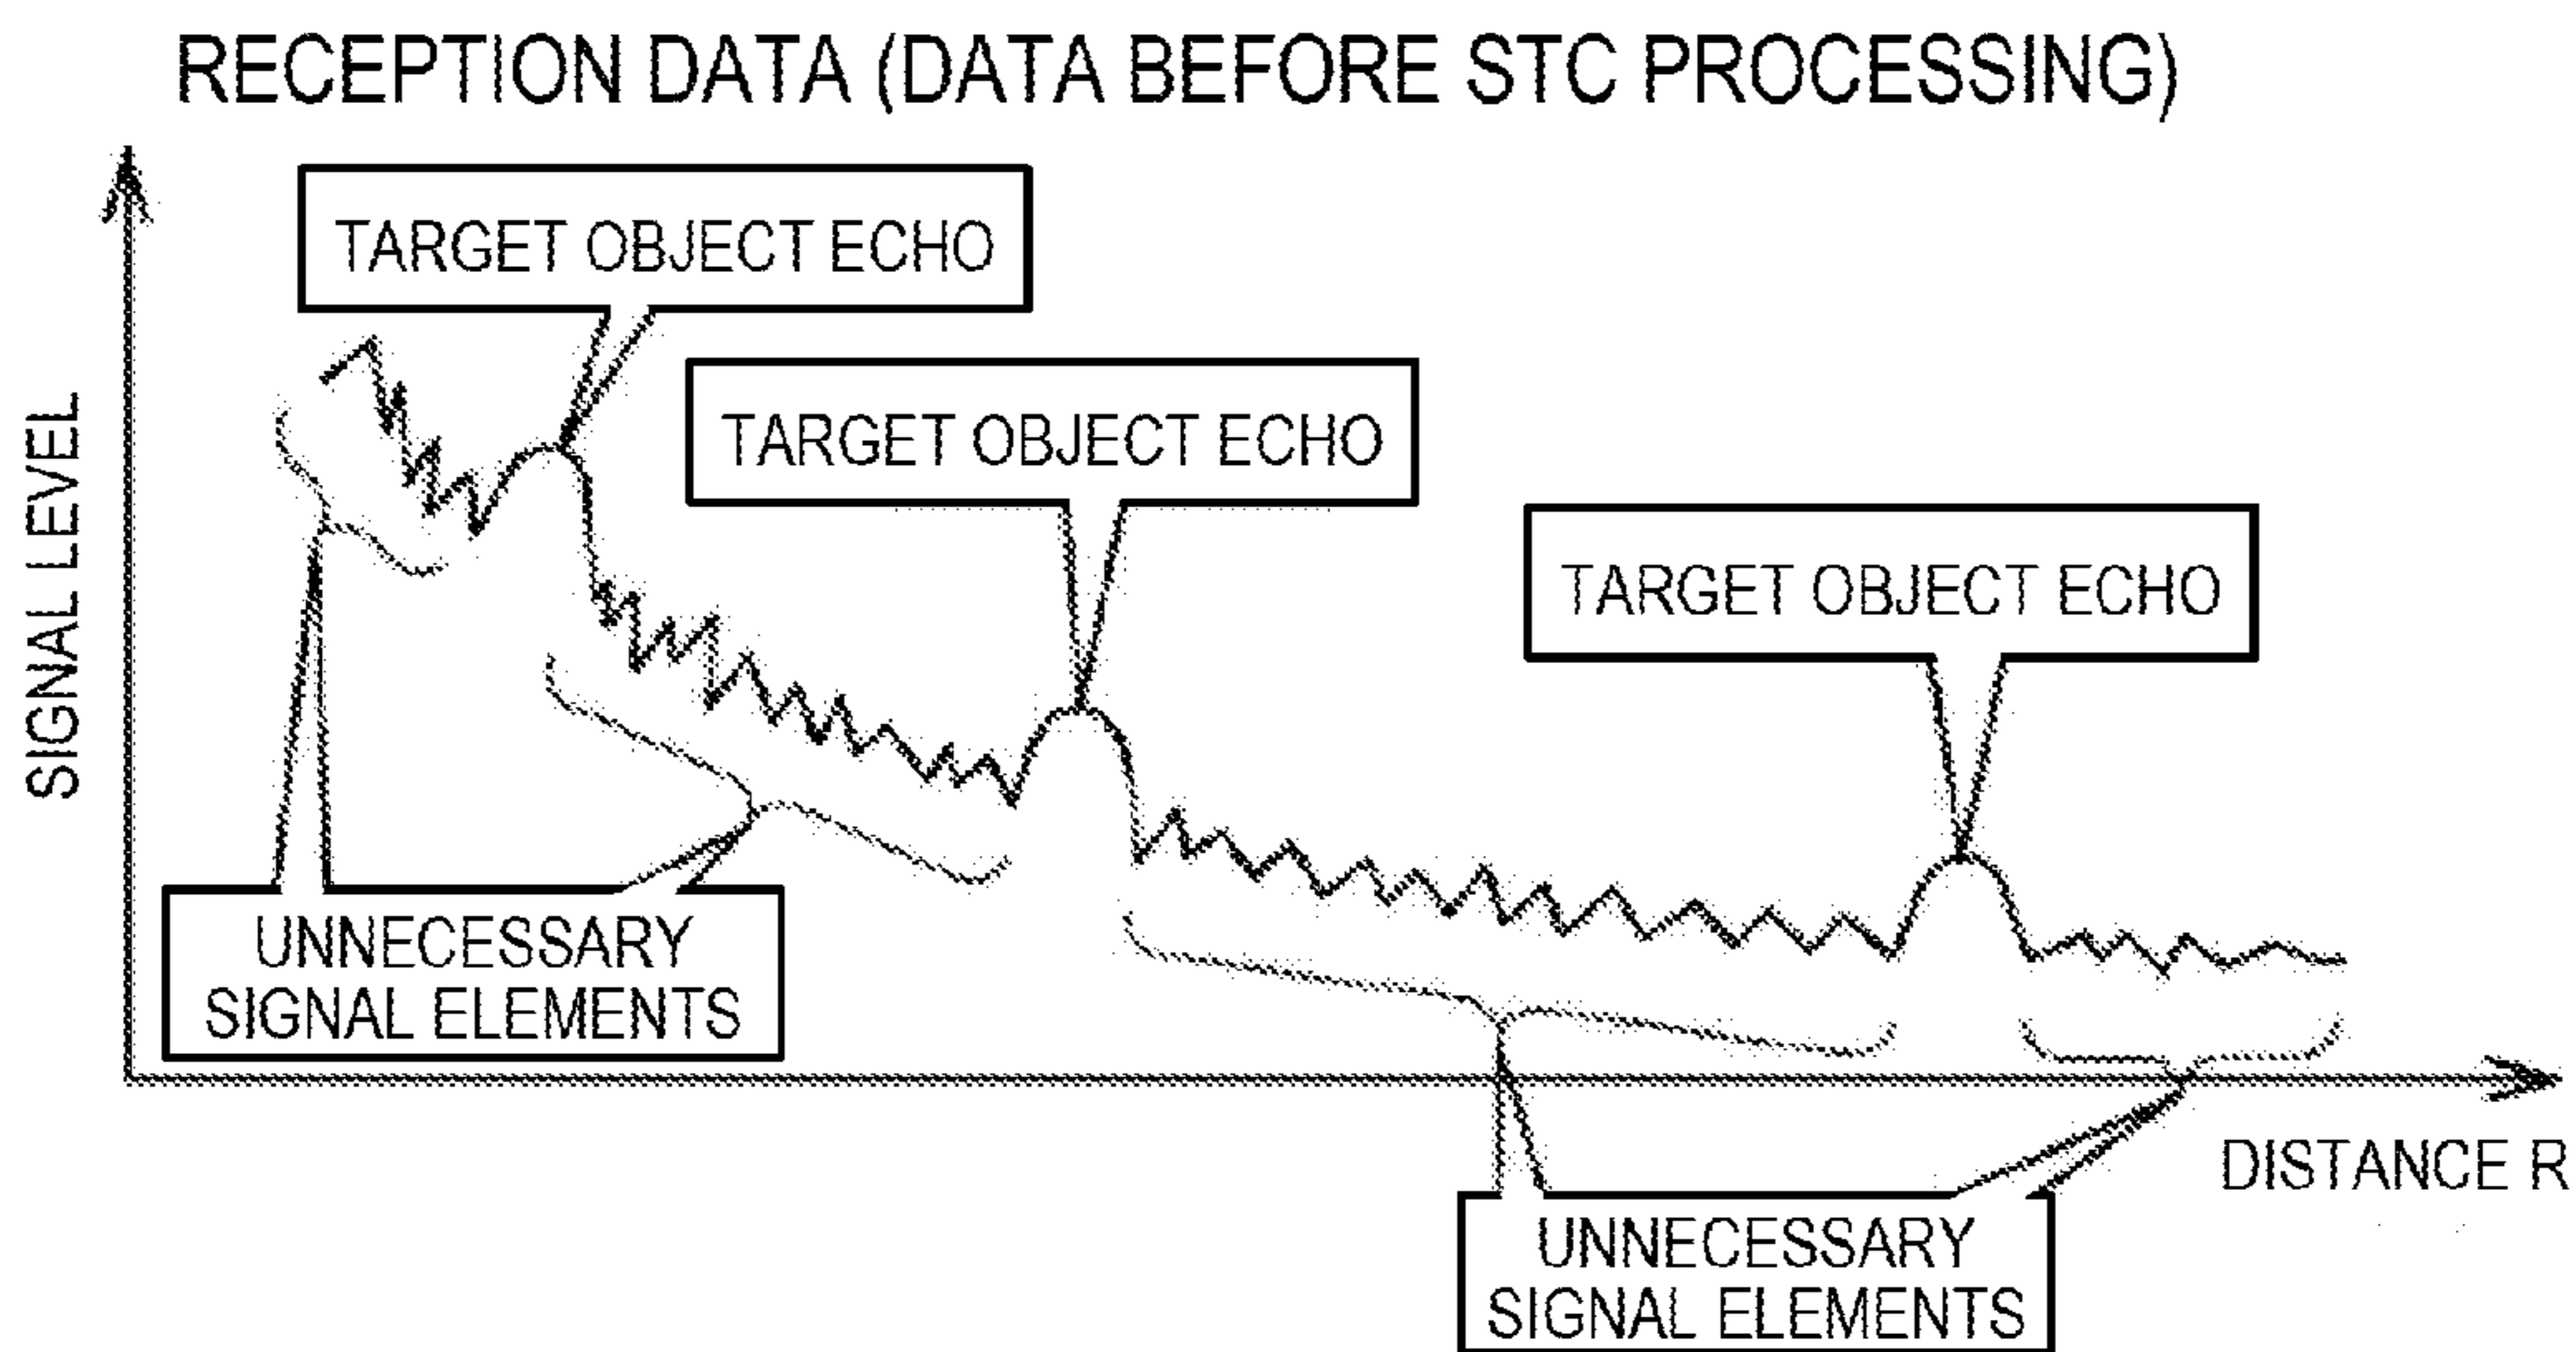 RECEPTION DATA (DATA BEFORE STC PROCESSING)
TARGET OBJECT ECHO
TARGET OBJECT ECHO
TARGET OBJECT ECHO
SIGNAL LEVEL
UNNECESSARY
SIGNAL ELEMENTS
DISTANCE R
UNNECESSARY
SIGNAL ELEMENTS